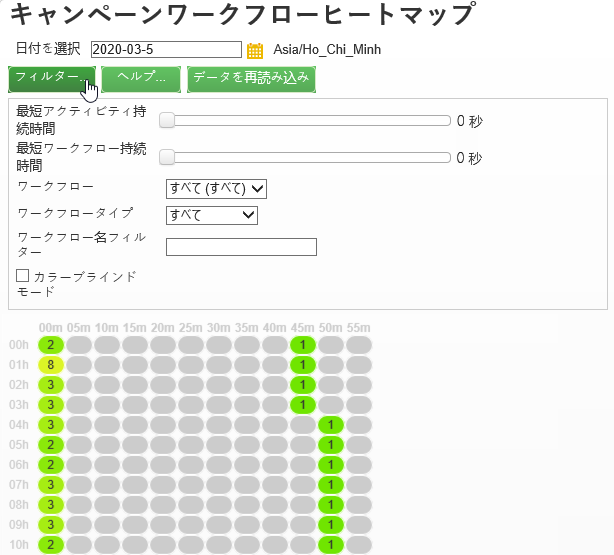 キャンペーンワークフローヒートマップ
日付を選択 2020-03-5 Asia/Ho_Chi_Minh
フィルター... ヘルプ... データを再読み込み
最短アクティビティ持
続時間 0 秒
最短ワークフロー持続
時間 0 秒
ワークフロー すべて (すべて)
ワークフロータイプ すべて
ワークフロー名フィル
ター
カラーブラインド
モード
00m 05m 10m 15m 20m 25m 30m 35m 40m 45m 50m 55m
00h 2 1
01h 8 1
02h 3 1
03h 3 1
04h 3 1
05h 2 1
06h 2 1
07h 3 1
08h 3 1
09h 3 1
10h 2 1